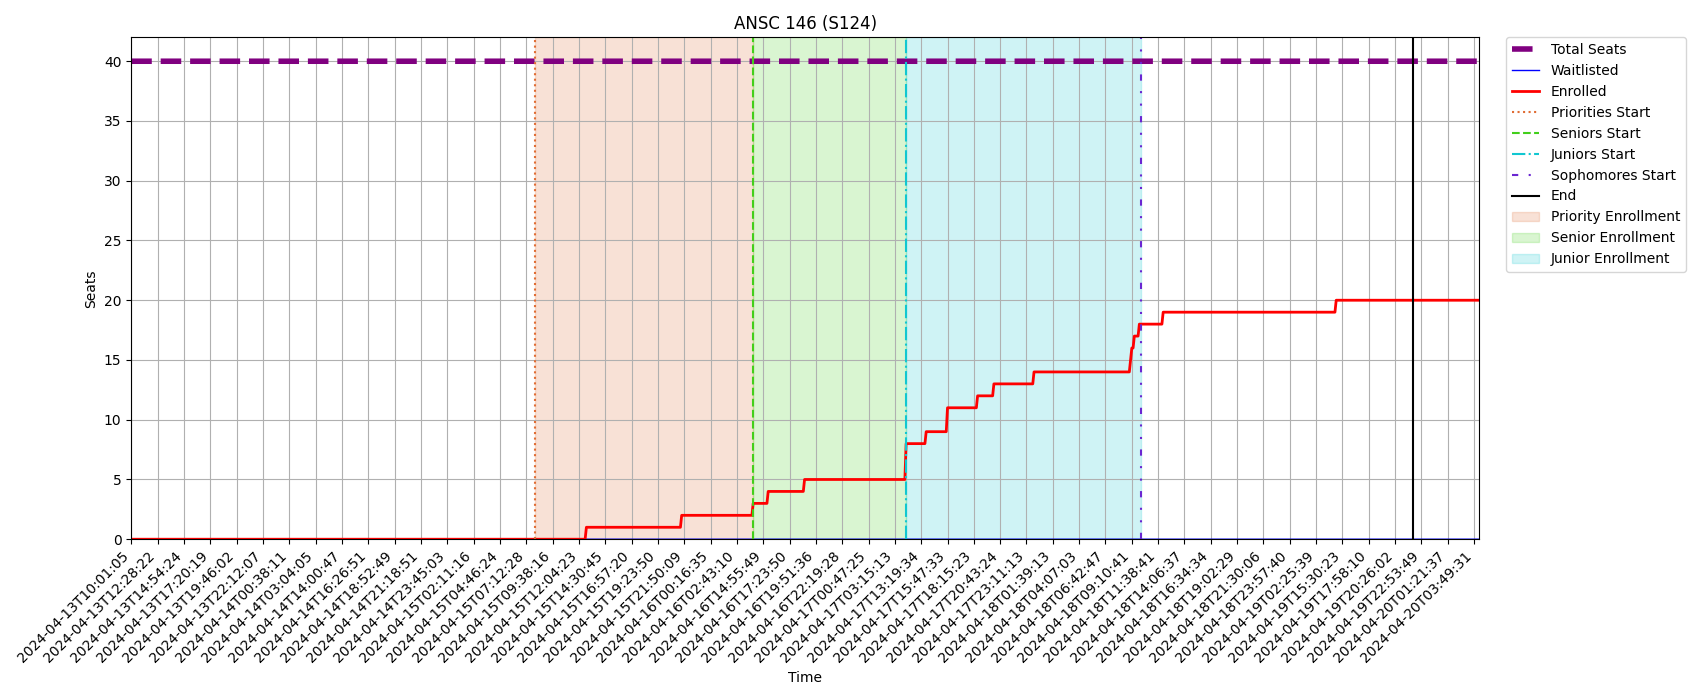 ANSC 146 (S124)
Seats
40
35
30
25
20
15
10
5
0
2024-04-13T10:01:05
2024-04-13T12:28:22
2024-04-13T14:54:24
2024-04-13T17:20:19
2024-04-13T19:46:02
2024-04-13T22:12:07
2024-04-14T00:38:11
2024-04-14T03:04:05
2024-04-14T14:00:47
2024-04-14T16:26:51
2024-04-14T18:52:49
2024-04-14T21:18:51
2024-04-14T23:45:03
2024-04-15T02:11:16
2024-04-15T04:46:24
2024-04-15T07:12:28
2024-04-15T09:38:16
2024-04-15T12:04:23
2024-04-15T14:30:45
2024-04-15T16:57:20
2024-04-15T19:23:50
2024-04-15T21:50:09
2024-04-16T00:16:35
2024-04-16T02:43:10
2024-04-16T14:55:49
2024-04-16T17:23:50
2024-04-16T19:51:36
2024-04-16T22:19:28
2024-04-17T00:47:25
2024-04-17T03:15:13
2024-04-17T13:19:34
2024-04-17T15:47:33
2024-04-17T18:15:23
2024-04-17T20:43:24
2024-04-17T23:11:13
2024-04-18T01:39:13
2024-04-18T04:07:03
2024-04-18T06:42:47
2024-04-18T09:10:41
2024-04-18T11:38:41
2024-04-18T14:06:37
2024-04-18T16:34:34
2024-04-18T19:02:29
2024-04-18T21:30:06
2024-04-18T23:57:40
2024-04-19T02:25:39
2024-04-19T15:30:23
2024-04-19T17:58:10
2024-04-19T20:26:02
2024-04-19T22:53:49
2024-04-20T01:21:37
2024-04-20T03:49:31
Time
Total Seats
Waitlisted
Enrolled
Priorities Start
Seniors Start
Juniors Start
Sophomores Start
End
Priority Enrollment
Senior Enrollment
Junior Enrollment